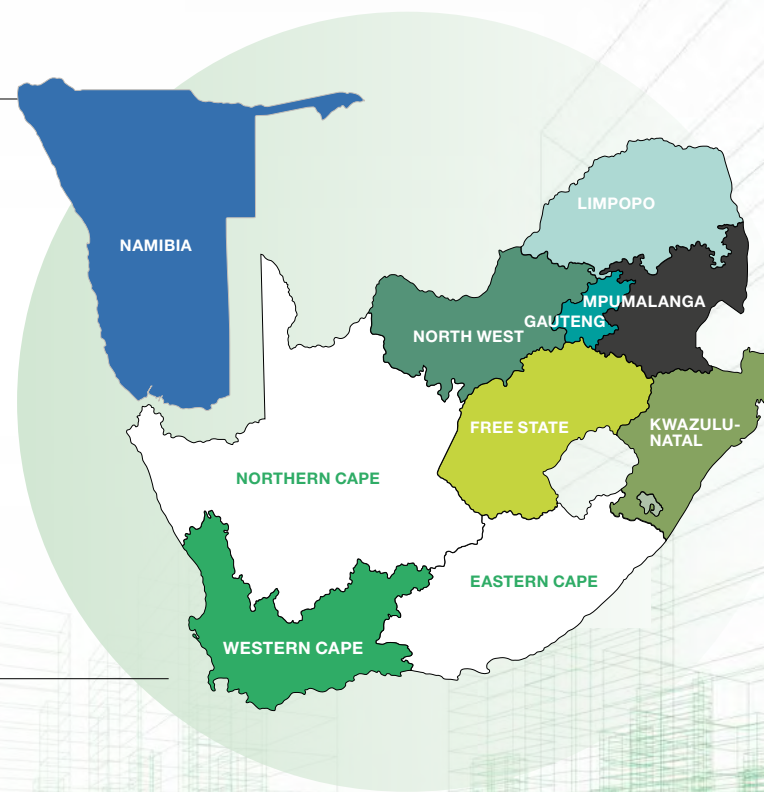 LIMPOPO
NAMIBIA
MPUMALANGA
GAUTENG
NORTH WEST
FREE STATE
KWAZULU-
NATAL
NORTHERN CAPE
EASTERN CAPE
WESTERN CAPE